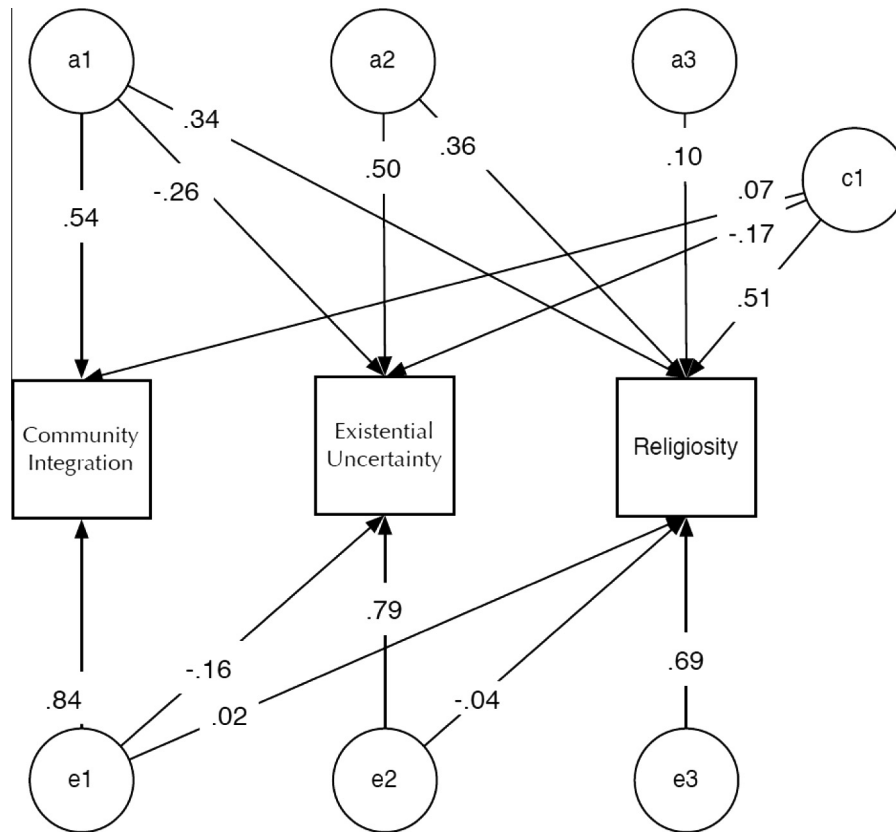 a1
a2
a3
c1
.34
-.26
.54
.50
.36
.10
.07
-.17
.51
Community
Integration
Existential
Uncertainty
Religiosity
.84
-.16
.02
.79
-.04
.69
e1
e2
e3